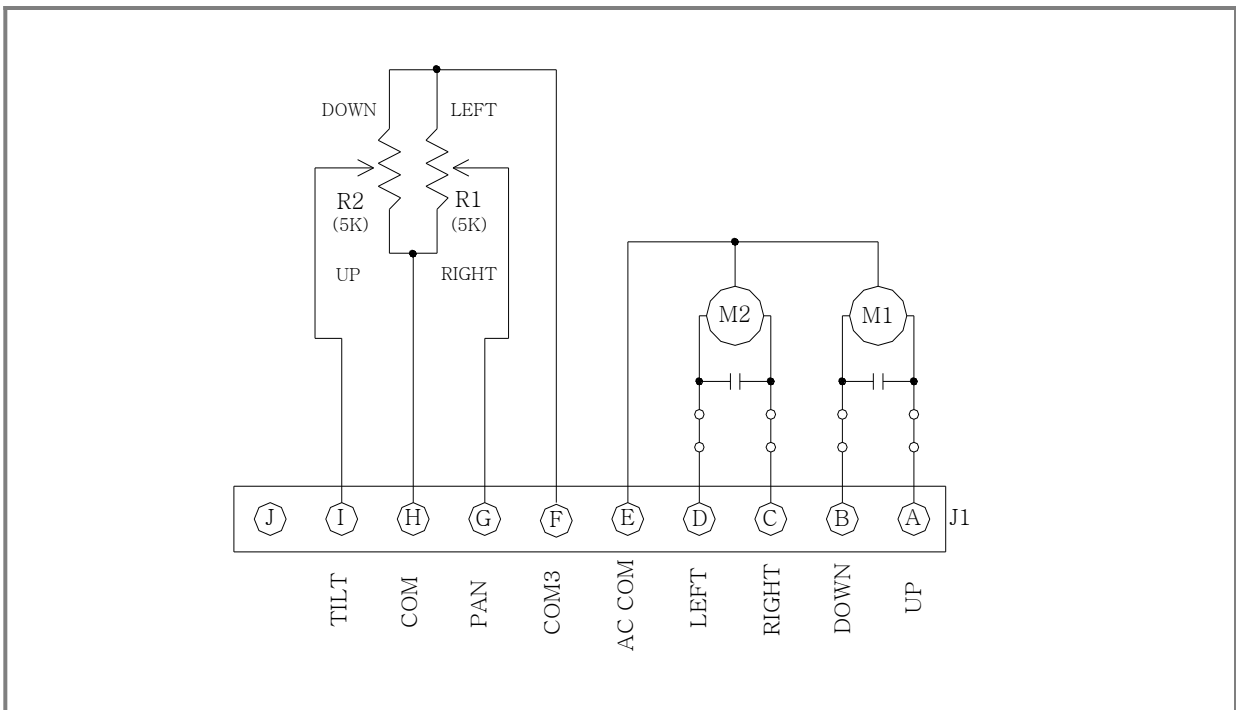 DOWN LEFT
R2 R1
(5K) (5K)
UP RIGHT
M2 M1
J I H G F E D C B A J1
TILT
COM
PAN
COM3
AC COM
LEFT
RIGHT
DOWN
UP